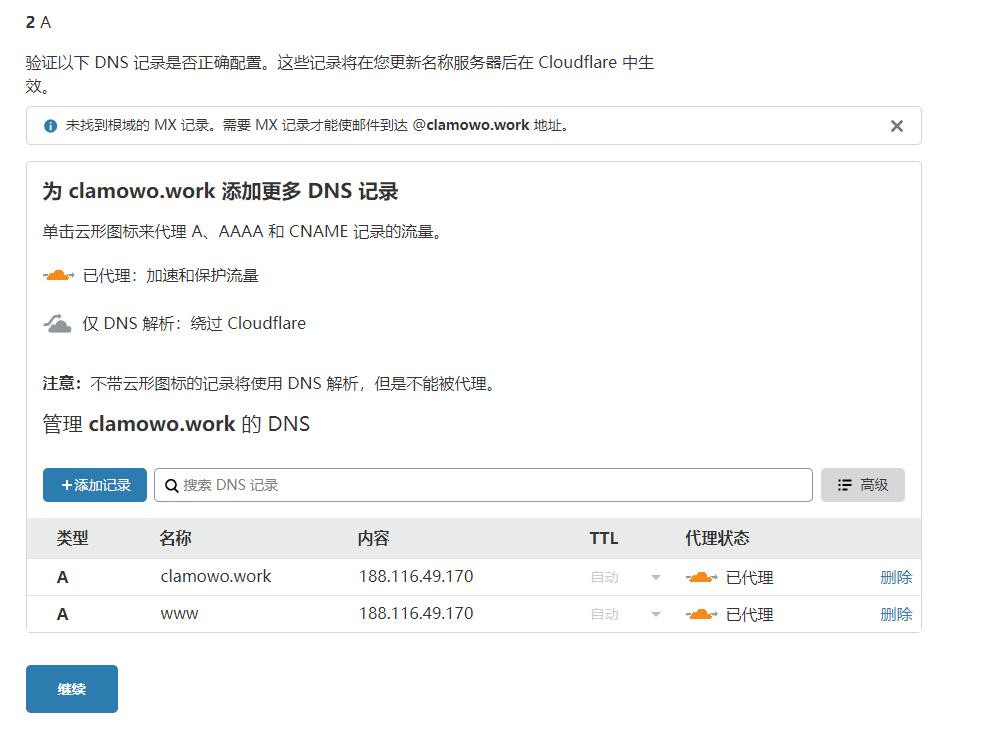 2 A
验证以下 DNS 记录是否正确配置。这些记录将在您更新名称服务器后在 Cloudflare 中生
效。
未找到根域的 MX 记录。需要 MX 记录才能使邮件到达 @clamowo.work 地址。
为 clamowo.work 添加更多 DNS 记录
单击云形图标来代理 A、AAAA 和 CNAME 记录的流量。
已代理：加速和保护流量
仅 DNS 解析：绕过 Cloudflare
注意：不带云形图标的记录将使用 DNS 解析，但是不能被代理。
管理 clamowo.work 的 DNS
+添加记录 搜索 DNS 记录 高级
类型 名称 内容 TTL 代理状态
A clamowo.work 188.116.49.170 自动 已代理 删除
A www 188.116.49.170 自动 已代理 删除
继续